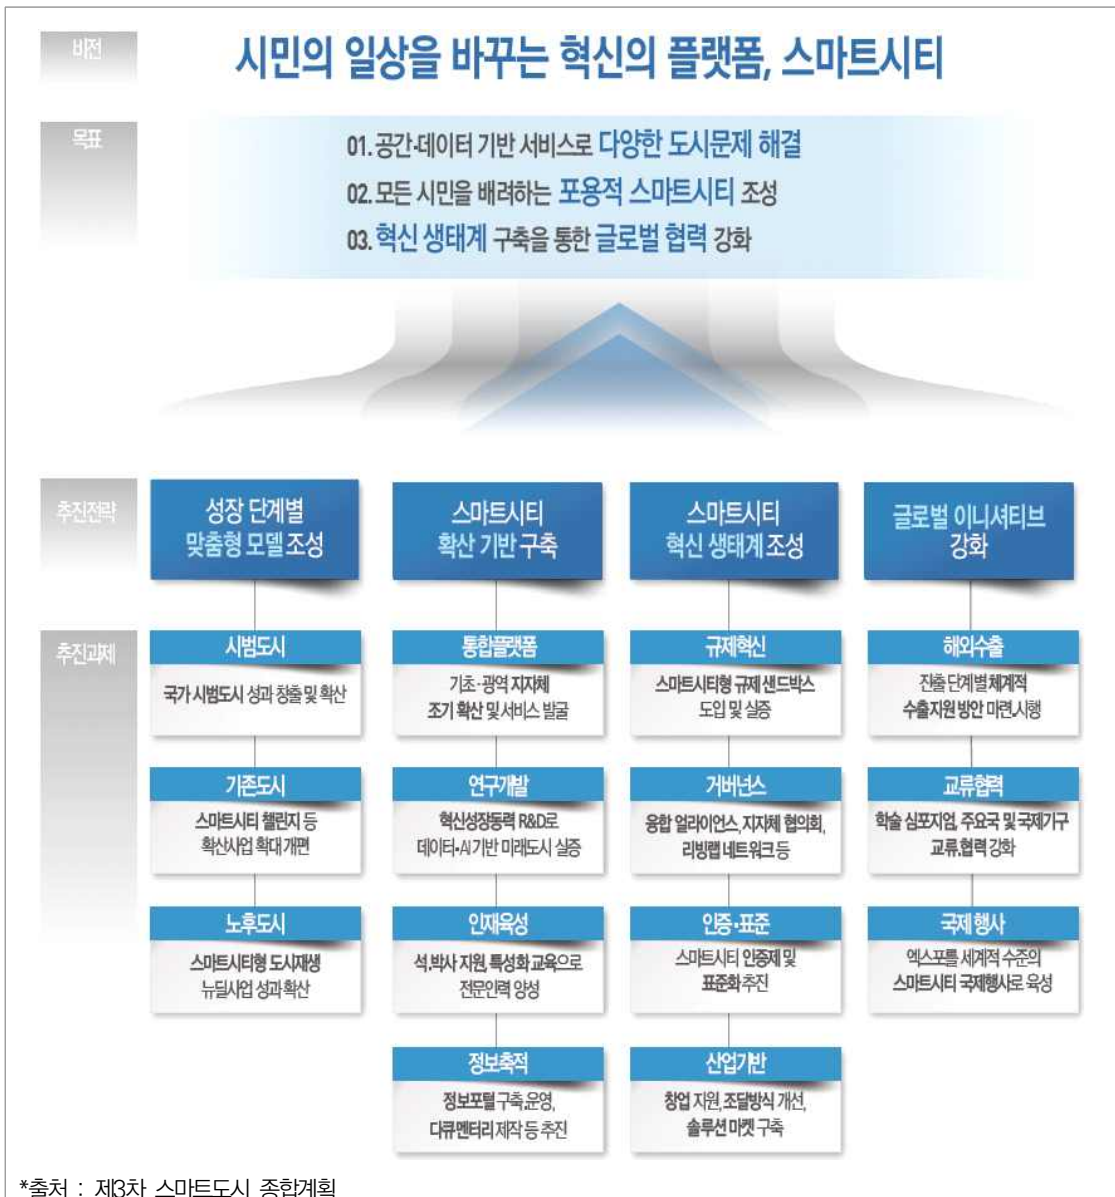 비전
시민의 일상을 바꾸는 혁신의 플랫폼, 스마트시티
목표
01. 공간·데이터 기반 서비스로 다양한 도시문제 해결
02. 모든 시민을 배려하는 포용적 스마트시티 조성
03. 혁신 생태계 구축을 통한 글로벌 협력 강화
추진전략
성장 단계별
맞춤형 모델 조성
스마트시티
확산 기반 구축
스마트시티
혁신 생태계 조성
글로벌 이니셔티브
강화
추진과제
시범도시
국가 시범도시 성과 창출 및 확산
통합플랫폼
기초·광역 지자체
조기 확산 및 서비스 발굴
규제혁신
스마트시티형 규제 샌드박스
도입 및 실증
해외수출
진출 단계별 체계적
수출지원 방안 마련·시행
기존도시
스마트시티 챌린지 등
확산사업 확대 개편
연구개발
혁신성장동력 R&D로
데이터·AI 기반 미래도시 실증
거버넌스
융합 얼라이언스, 지자체 협의회,
리빙랩 네트워크 등
교류협력
학술 심포지엄, 주요국 및 국제기구
교류·협력 강화
노후도시
스마트시티형 도시재생
뉴딜사업 성과 확산
인재육성
석·박사 지원, 특성화 교육으로
전문인력 양성
인증·표준
스마트시티 인증제 및
표준화 추진
국제행사
엑스포를 세계적 수준의
스마트시티 국제행사로 육성
정보축적
정보포털 구축·운영,
다큐멘터리 제작 등 추진
산업기반
창업 지원, 조달방식 개선,
솔루션 마켓 구축
*출처 : 제3차 스마트도시 종합계획